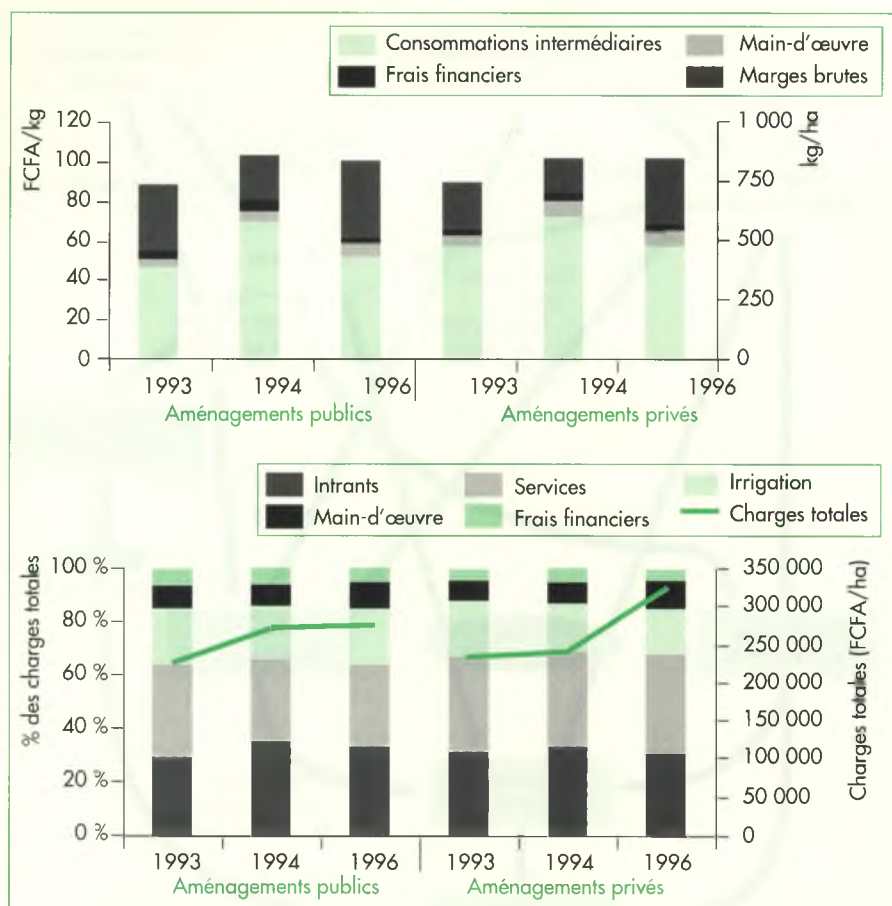 Consommations intermédiaires Main-d'œuvre
Frais financiers Marges brutes
FCFA/kg
120
100
80
60
40
20
0
kg/ha
1 000
750
500
250
0
1993 1994 1996 1993 1994 1996
Aménagements publics Aménagements privés
Intrants Services Irrigation
Main-d'œuvre Frais financiers Charges totales
% des charges totales
100 %
80 %
60 %
40 %
20 %
0 %
Charges totales (FCFA/ha)
350 000
300 000
250 000
200 000
150 000
100 000
50 000
0
1993 1994 1996 1993 1994 1996
Aménagements publics Aménagements privés